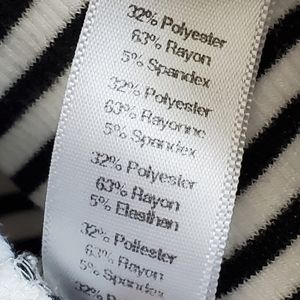 32% Polyester
63% Rayon
5% Spandex
32% Polyester
63% Rayonne
5% Spandex
32% Polyester
63% Rayon
5% Elasthan
32% Poliester
63% Rayon
5% Spandex
32%